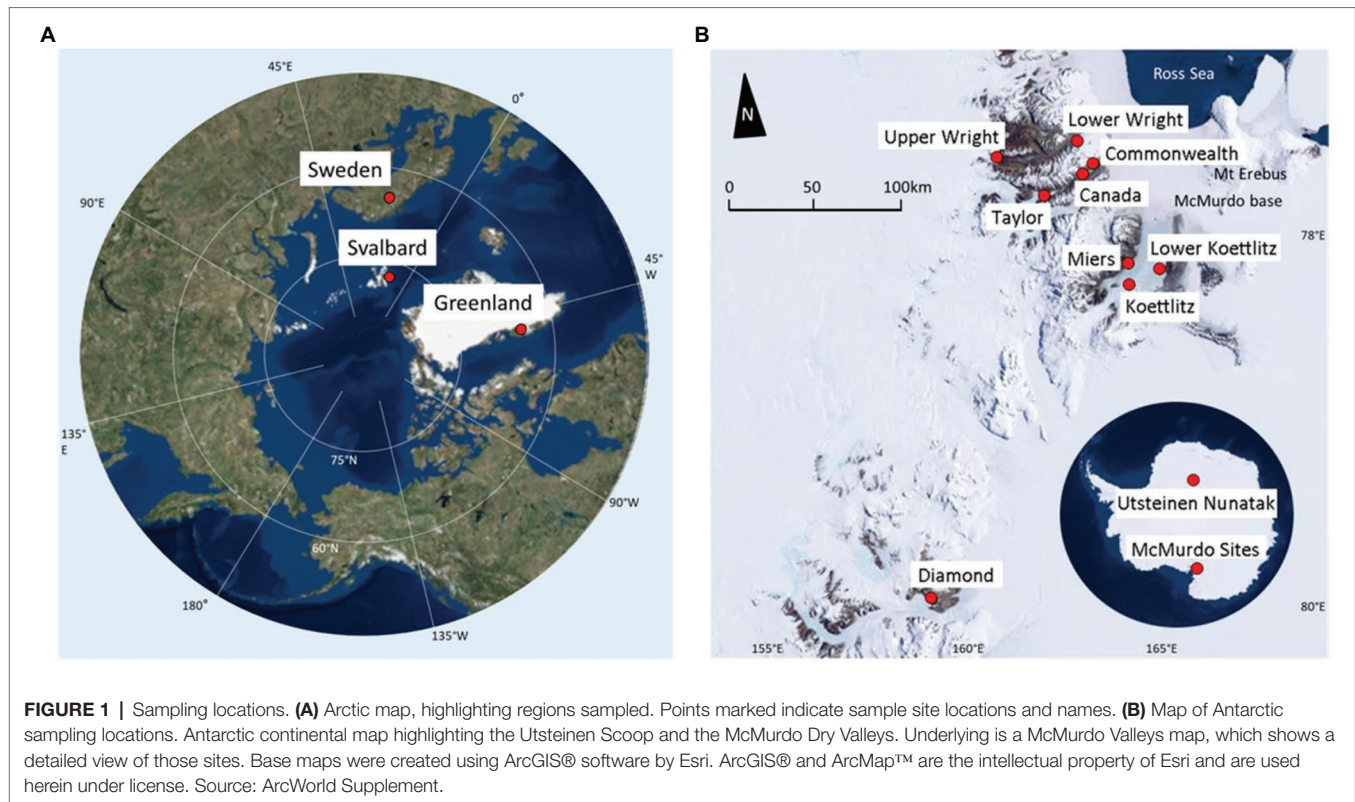 A
B
45°E
0°
Sweden
90°E
Svalbard
45°
W
Greenland
135°
E
75°N
90°W
60°N
180°
135°W
Ross Sea
N
Lower Wright
Upper Wright
Commonwealth
Mt Erebus
0
50
100km
Canada
McMurdo base
Taylor
78°E
Miers
Lower Koettlitz
Koettlitz
Utsteinen Nunatak
McMurdo Sites
Diamond
80°E
155°E
160°E
165°E
FIGURE 1 | Sampling locations. (A) Arctic map, highlighting regions sampled. Points marked indicate sample site locations and names. (B) Map of Antarctic
sampling locations. Antarctic continental map highlighting the Utsteinen Scoop and the McMurdo Dry Valleys. Underlying is a McMurdo Valleys map, which shows a
detailed view of those sites. Base maps were created using ArcGIS® software by Esri. ArcGIS® and ArcMap™ are the intellectual property of Esri and are used
herein under license. Source: ArcWorld Supplement.